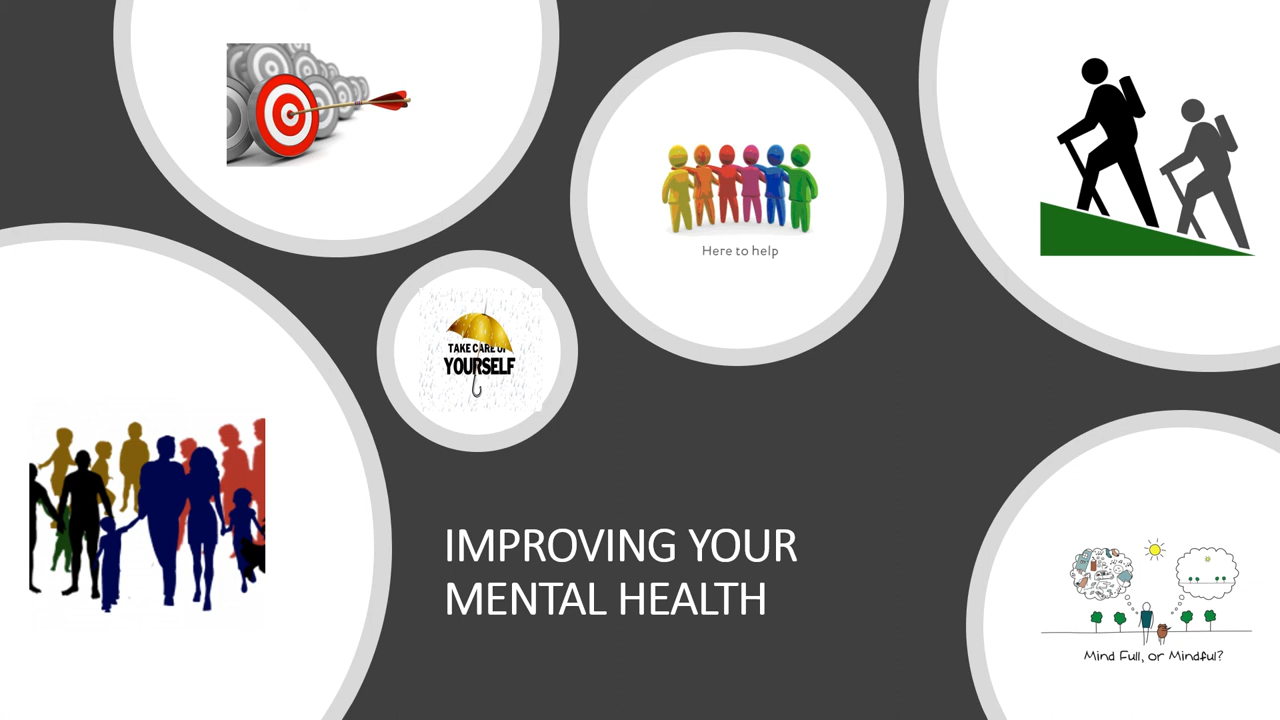 Here to help
TAKE CARE OF
YOURSELF
IMPROVING YOUR
MENTAL HEALTH
Mind Full, or Mindful?